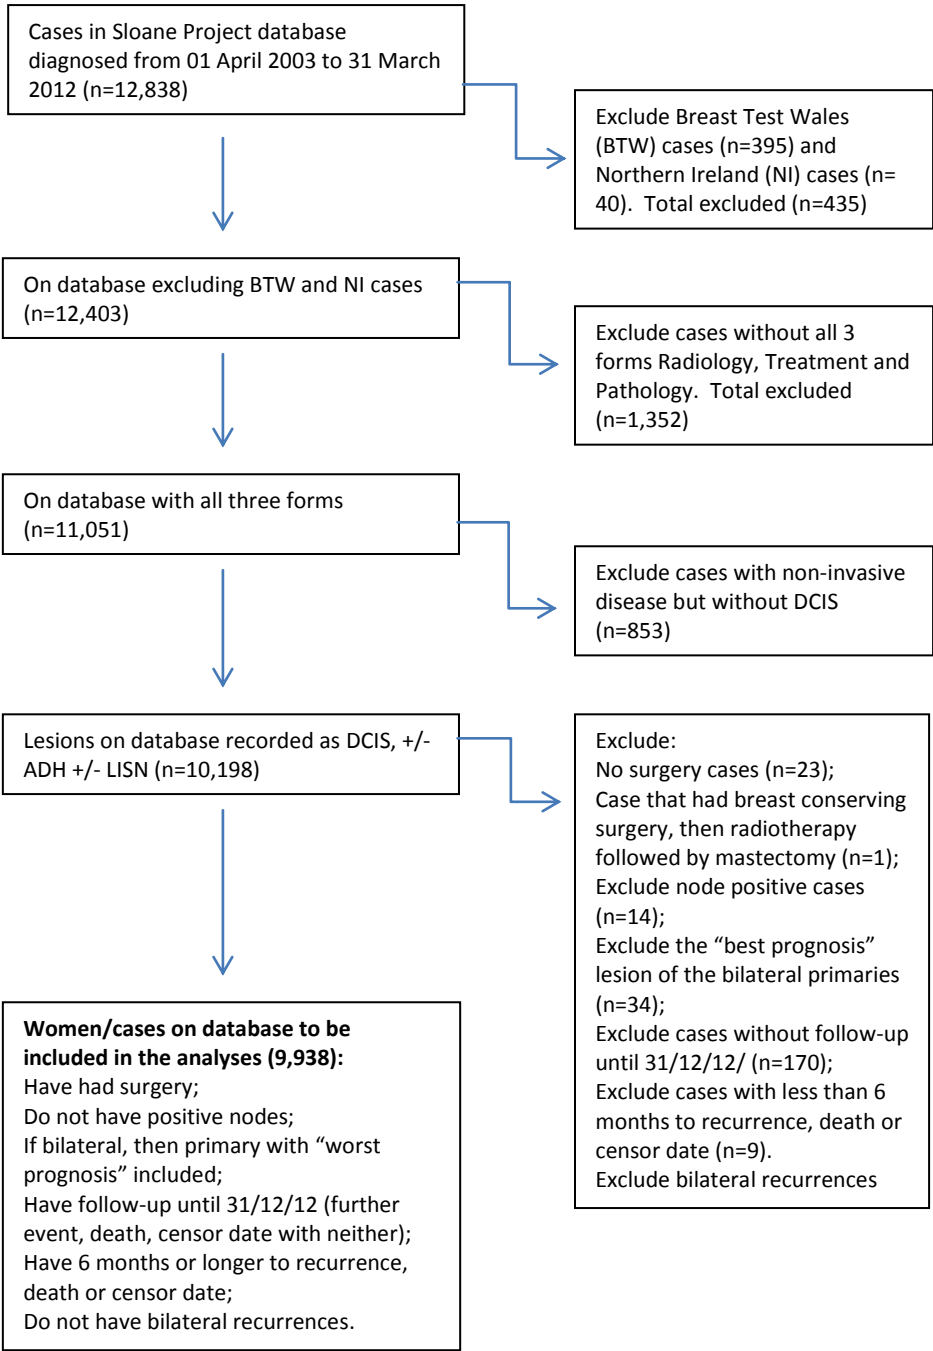 Cases in Sloane Project database
diagnosed from 01 April 2003 to 31 March
2012 (n=12,838)
Exclude Breast Test Wales
(BTW) cases (n=395) and
Northern Ireland (NI) cases (n=
40).  Total excluded (n=435)
On database excluding BTW and NI cases
(n=12,403)
Exclude cases without all 3
forms Radiology, Treatment and
Pathology.  Total excluded
(n=1,352)
On database with all three forms
(n=11,051)
Exclude cases with non-invasive
disease but without DCIS
(n=853)
Lesions on database recorded as DCIS, +/-
ADH +/- LISN (n=10,198)
Exclude:
No surgery cases (n=23);
Case that had breast conserving
surgery, then radiotherapy
followed by mastectomy (n=1);
Exclude node positive cases
(n=14);
Exclude the “best prognosis”
lesion of the bilateral primaries
(n=34);
Exclude cases without follow-up
until 31/12/12/ (n=170);
Exclude cases with less than 6
months to recurrence, death or
censor date (n=9).
Exclude bilateral recurrences
Women/cases on database to be
included in the analyses (9,938):
Have had surgery;
Do not have positive nodes;
If bilateral, then primary with “worst
prognosis” included;
Have follow-up until 31/12/12 (further
event, death, censor date with neither);
Have 6 months or longer to recurrence,
death or censor date;
Do not have bilateral recurrences.